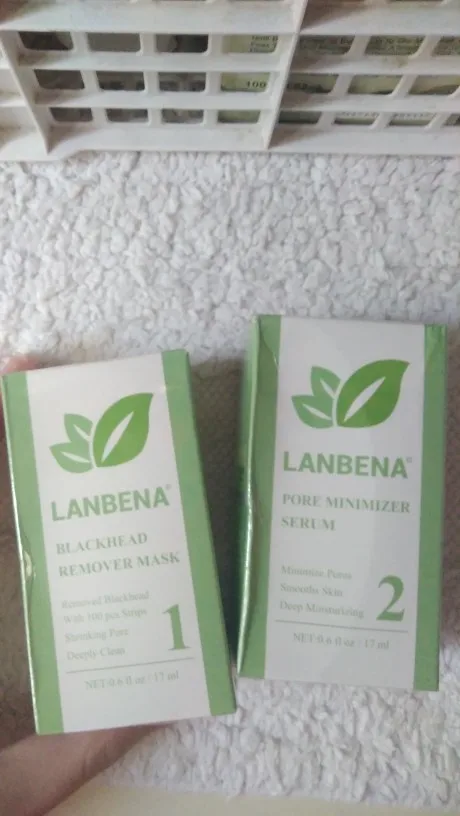 100
LANBENA®
BLACKHEAD
REMOVER MASK
Removed Blackhead
With 100 pcs Strips
Shrinking Pore
Deeply Clean
1
NET:0.6 fl oz / 17 ml
LANBENA®
PORE MINIMIZER
SERUM
Minimize Pores
Smooths Skin
Deep Moisturizing
2
NET:0.6 fl oz / 17 ml